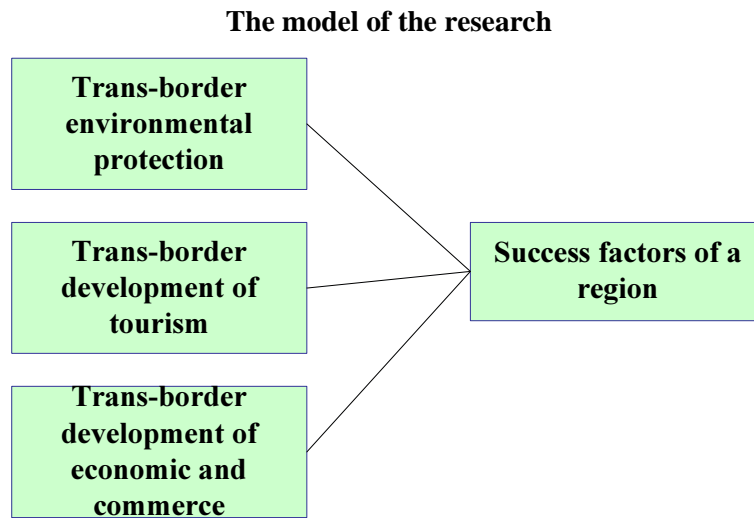 The model of the research
Trans-border
environmental
protection
Trans-border
development of
tourism
Success factors of a
region
Trans-border
development of
economic and
commerce